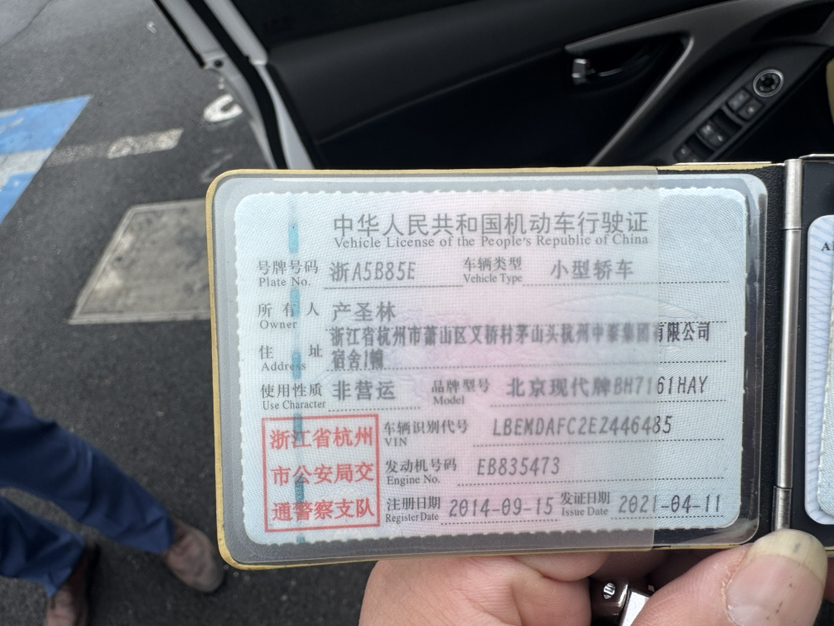 中华人民共和国机动车行驶证
Vehicle License of the People's Republic of China
号牌号码 浙A5B85E 车辆类型 小型轿车
Plate No. Vehicle Type
所有人 产圣林
Owner
浙江省杭州市萧山区义桥村茅山头杭州中泰集团有限公司
住址 宿舍1幢
Address
使用性质 非营运 品牌型号 北京现代牌BH7161HAY
Use Character Model
浙江省杭州 车辆识别代号 LBEMDAFC2EZ446485
VIN
市公安局交 发动机号码 EB835473
Engine No.
通警察支队 注册日期 2014-09-15 发证日期 2021-04-11
Register Date Issue Date